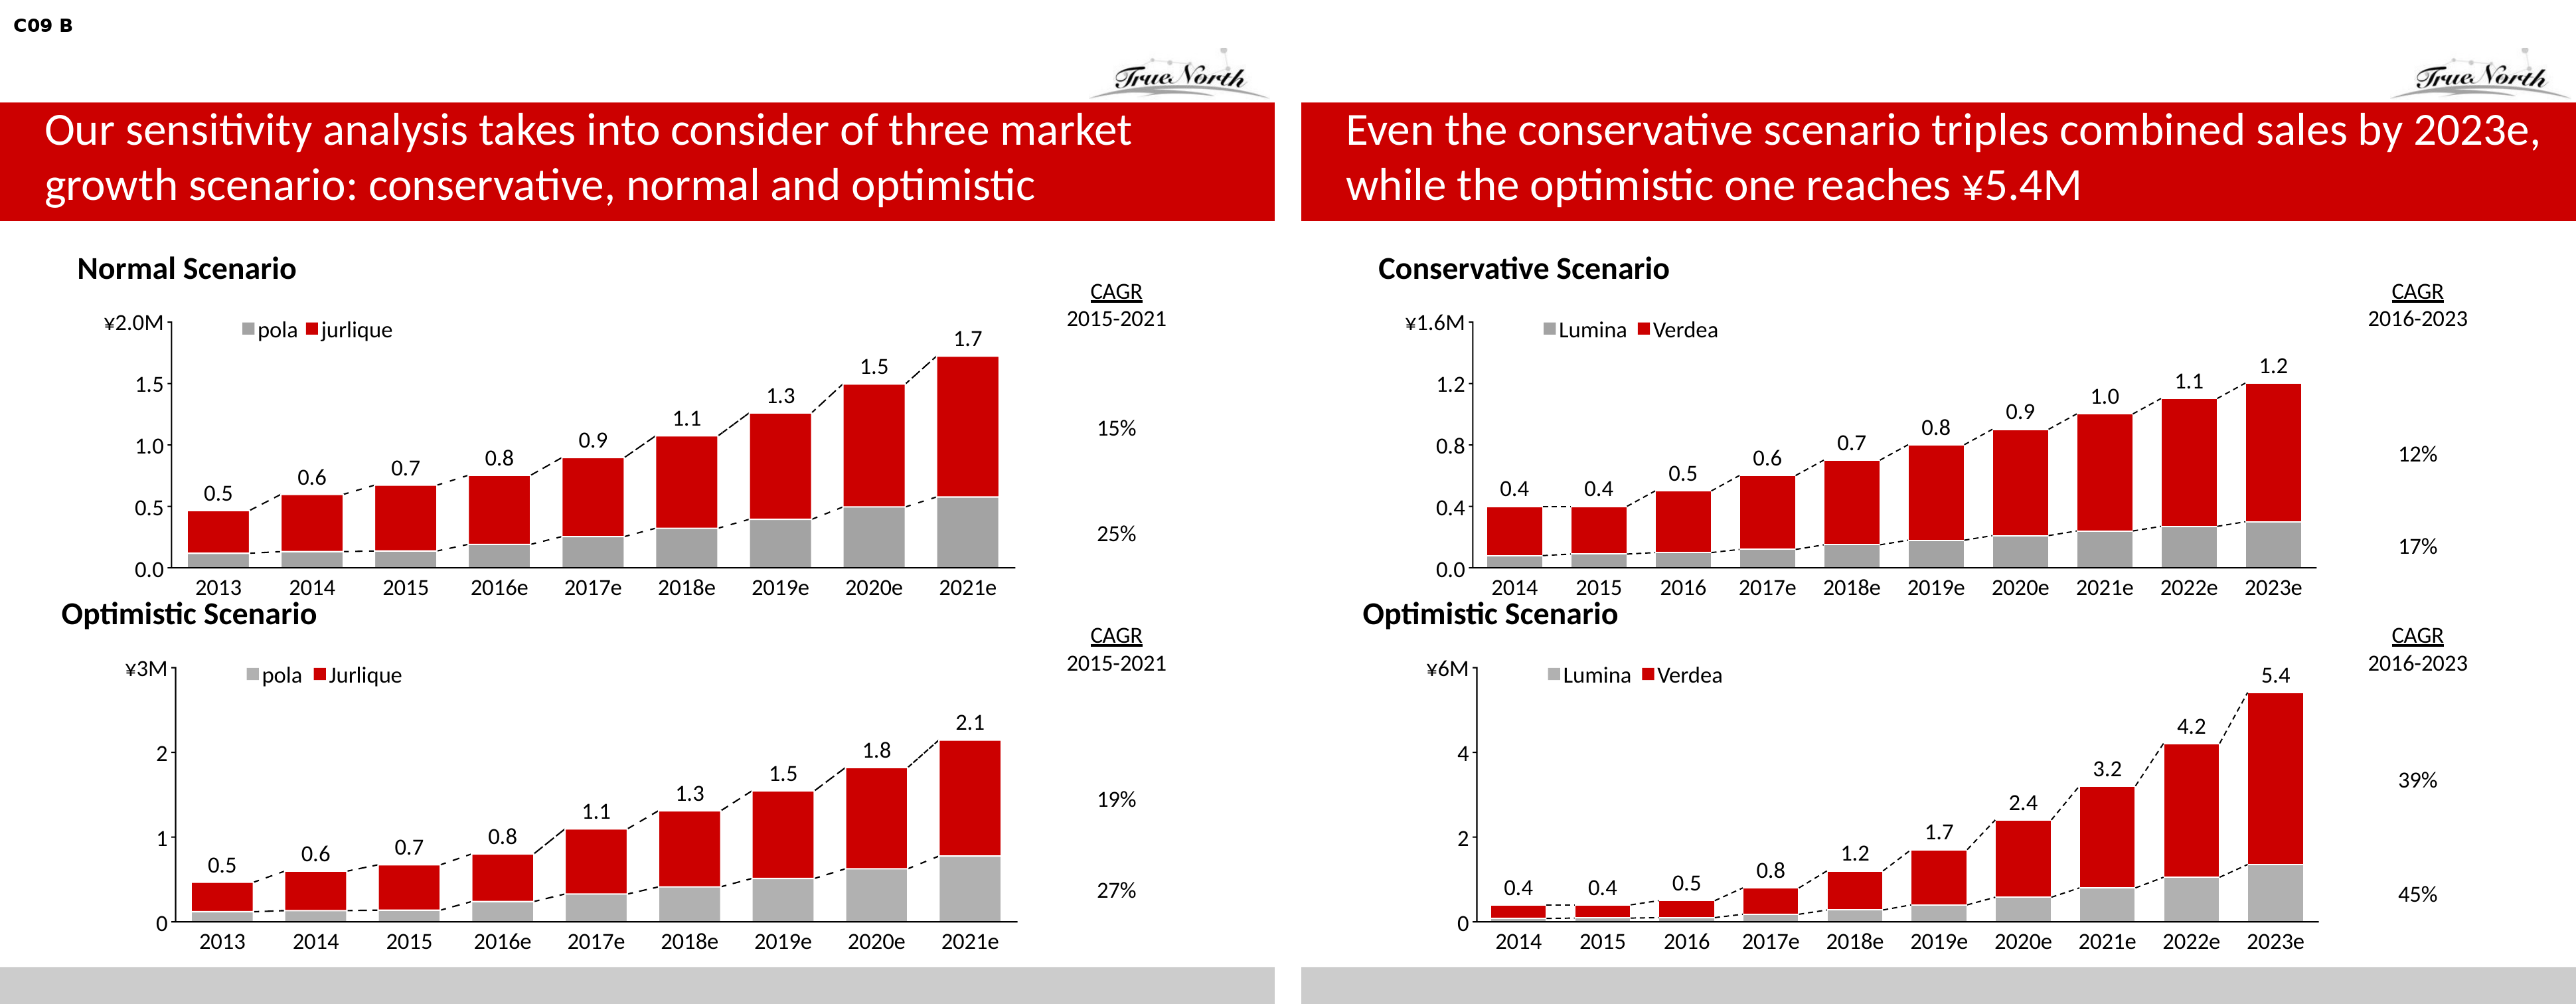 C09 B
TrueNorth
Our sensitivity analysis takes into consider of three market
growth scenario: conservative, normal and optimistic
Normal Scenario
CAGR
2015-2021
¥2.0M
pola jurlique
1.7
1.5
1.5
1.3
1.1
15%
1.0
0.9
0.8
0.7
0.6
0.5
0.5
25%
0.0
2013 2014 2015 2016e 2017e 2018e 2019e 2020e 2021e
Optimistic Scenario
CAGR
2015-2021
¥3M
pola Jurlique
2.1
2
1.8
1.5
1.3
19%
1.1
1
0.8
0.7
0.6
0.5
27%
0
2013 2014 2015 2016e 2017e 2018e 2019e 2020e 2021e
TrueNorth
Even the conservative scenario triples combined sales by 2023e,
while the optimistic one reaches ¥5.4M
Conservative Scenario
CAGR
2016-2023
¥1.6M
Lumina Verdea
1.2
1.2
1.1
1.0
0.9
0.8
0.8
12%
0.7
0.6
0.5
0.4 0.4
0.4
17%
0.0
2014 2015 2016 2017e 2018e 2019e 2020e 2021e 2022e 2023e
Optimistic Scenario
CAGR
2016-2023
¥6M
Lumina Verdea
5.4
4.2
4
3.2
39%
2.4
1.7
2
1.2
0.8
0.5
0.4 0.4
45%
0
2014 2015 2016 2017e 2018e 2019e 2020e 2021e 2022e 2023e